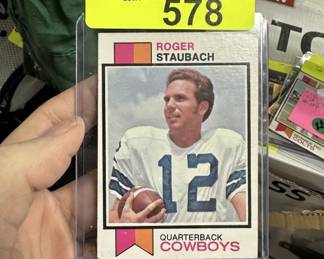 578
ROGER
STAUBACH
12
QUARTERBACK
COWBOYS